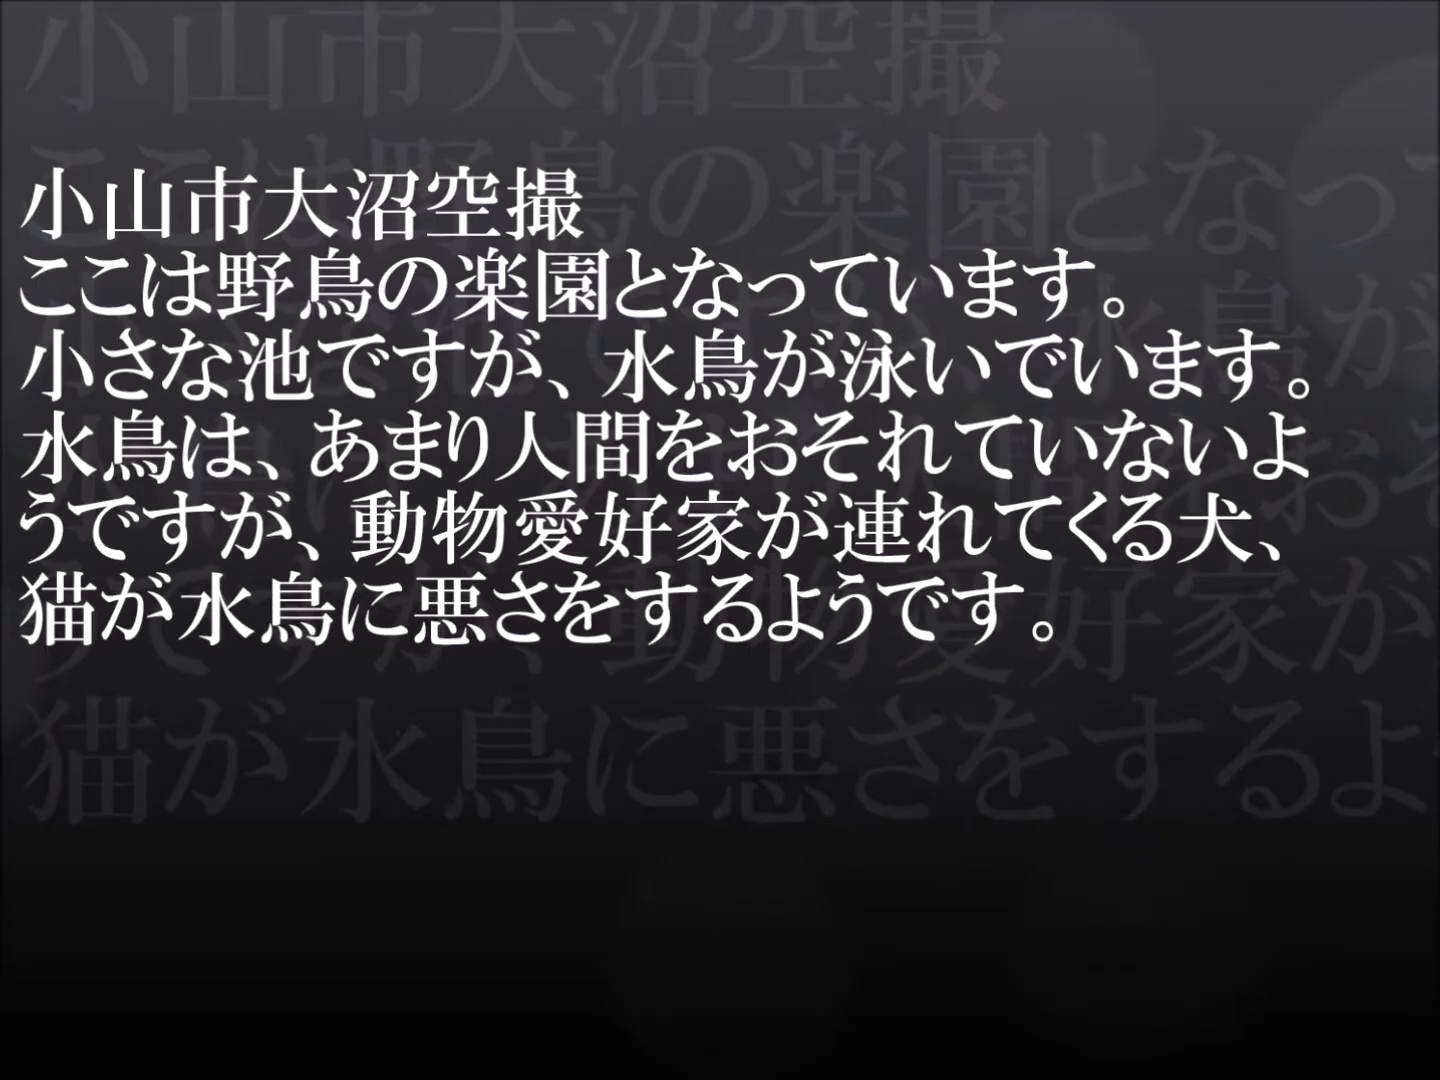 小山市大沼空撮
ここは野鳥の楽園となっています。
小さな池ですが、水鳥が泳いでいます。
水鳥は、あまり人間をおそれていないよ
うですが、動物愛好家が連れてくる犬、
猫が水鳥に悪さをするようです。